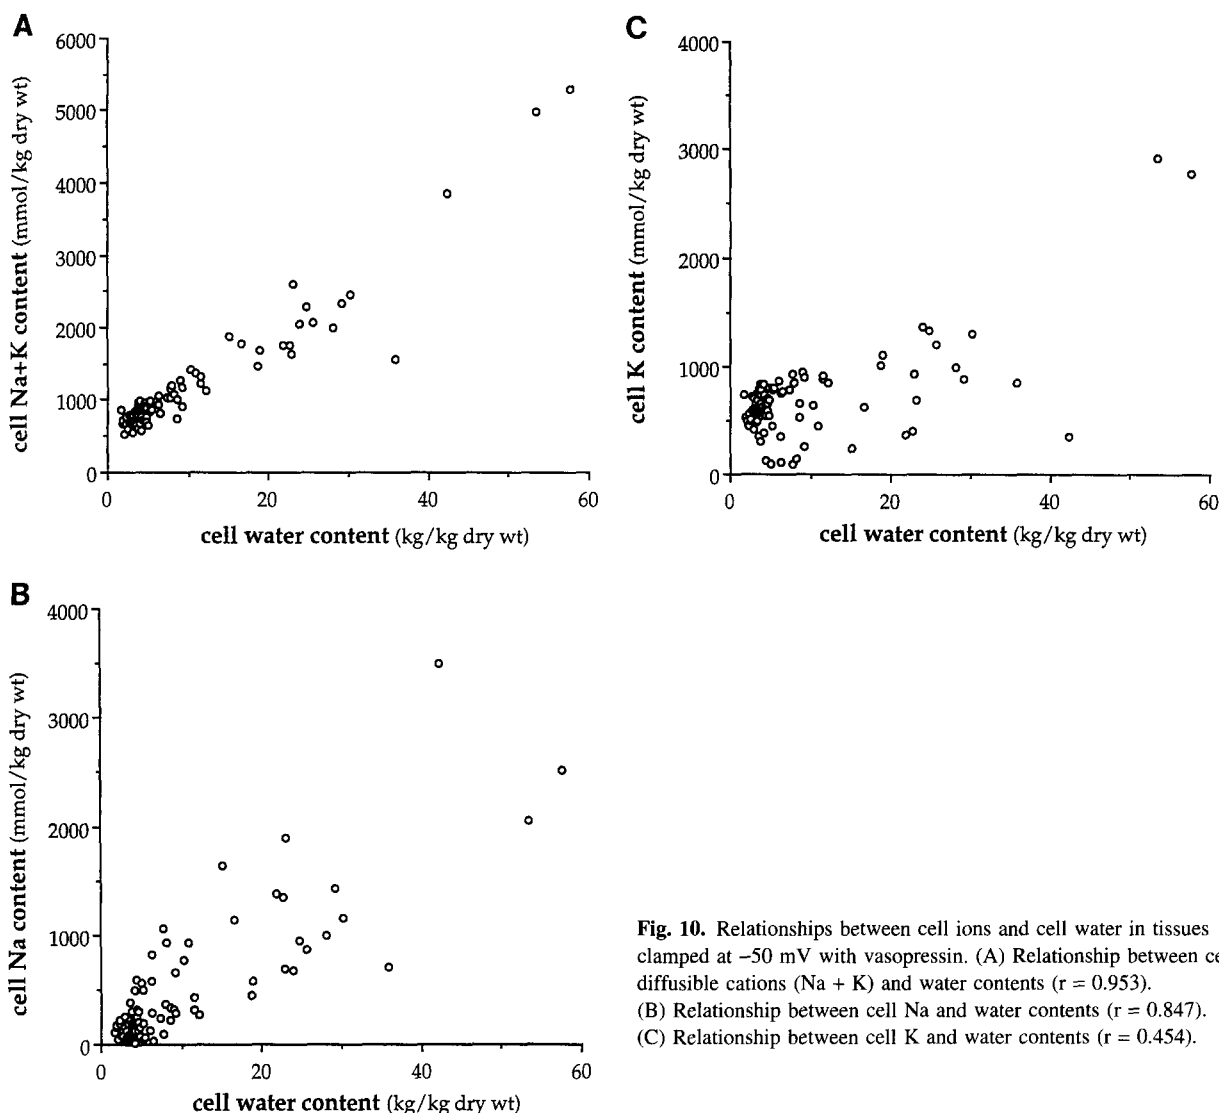 A
6000
5000
4000
3000
2000
1000
0
0
20
40
60
cell Na+K content (mmol/kg dry wt)
cell water content (kg/kg dry wt)
C
4000
3000
2000
1000
0
0
20
40
60
cell K content (mmol/kg dry wt)
cell water content (kg/kg dry wt)
B
4000
3000
2000
1000
0
0
20
40
60
cell Na content (mmol/kg dry wt)
cell water content (kg/kg dry wt)
Fig. 10. Relationships between cell ions and cell water in tissues
clamped at –50 mV with vasopressin. (A) Relationship between
diffusible cations (Na + K) and water contents (r = 0.953).
(B) Relationship between cell Na and water contents (r = 0.847).
(C) Relationship between cell K and water contents (r = 0.454).